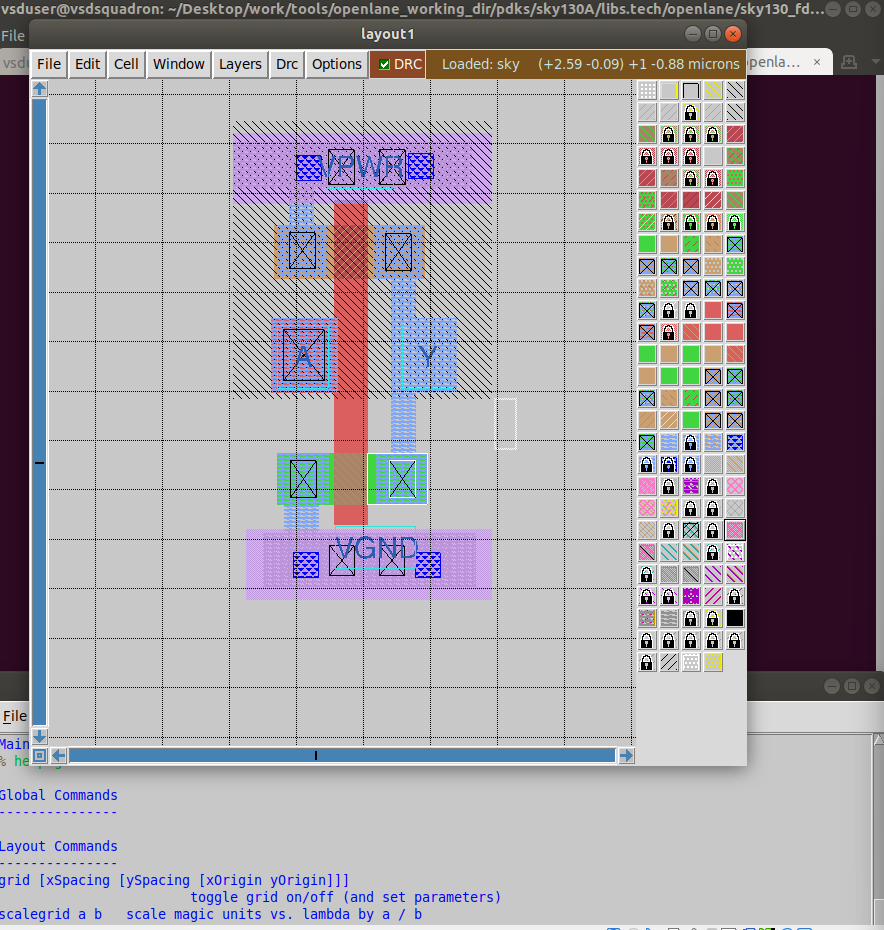 vsduser@vsdsquadron: ~/Desktop/work/tools/openlane_working_dir/pdks/sky130A/libs.tech/openlane/sky130_fd...
layout1
File
File Edit Cell Window Layers Drc Options DRC Loaded: sky (+2.59 -0.09) +1 -0.88 microns
VPWR
A Y
VGND
File
Main
%
Global Commands
---------------
Layout Commands
---------------
grid [xSpacing [ySpacing [xOrigin yOrigin]]]
toggle grid on/off (and set parameters)
scalegrid a b scale magic units vs. lambda by a / b